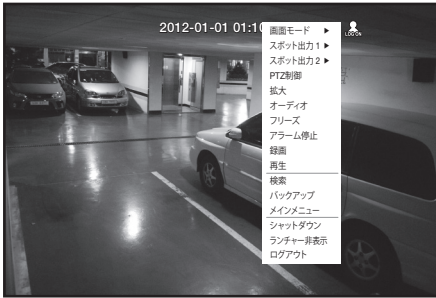 2012-01-01 01:10
LOG ON
画面モード ▶
スポット出力 1 ▶
スポット出力 2 ▶
PTZ制御
拡大
オーディオ
フリーズ
アラーム停止
録画
再生
検索
バックアップ
メインメニュー
シャットダウン
ランチャー非表示
ログアウト